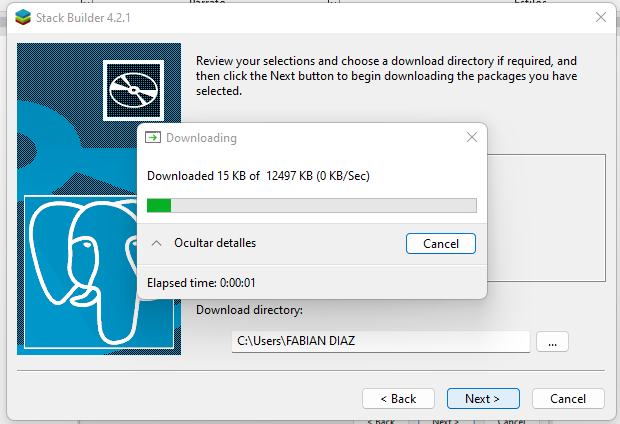 Stack Builder 4.2.1
Review your selections and choose a download directory if required, and
then click the Next button to begin downloading the packages you have
selected.
Downloading
Downloaded 15 KB of 12497 KB (0 KB/Sec)
Ocultar detalles
Cancel
Elapsed time: 0:00:01
Download directory:
C:\Users\FABIAN DIAZ
...
< Back
Next >
Cancel